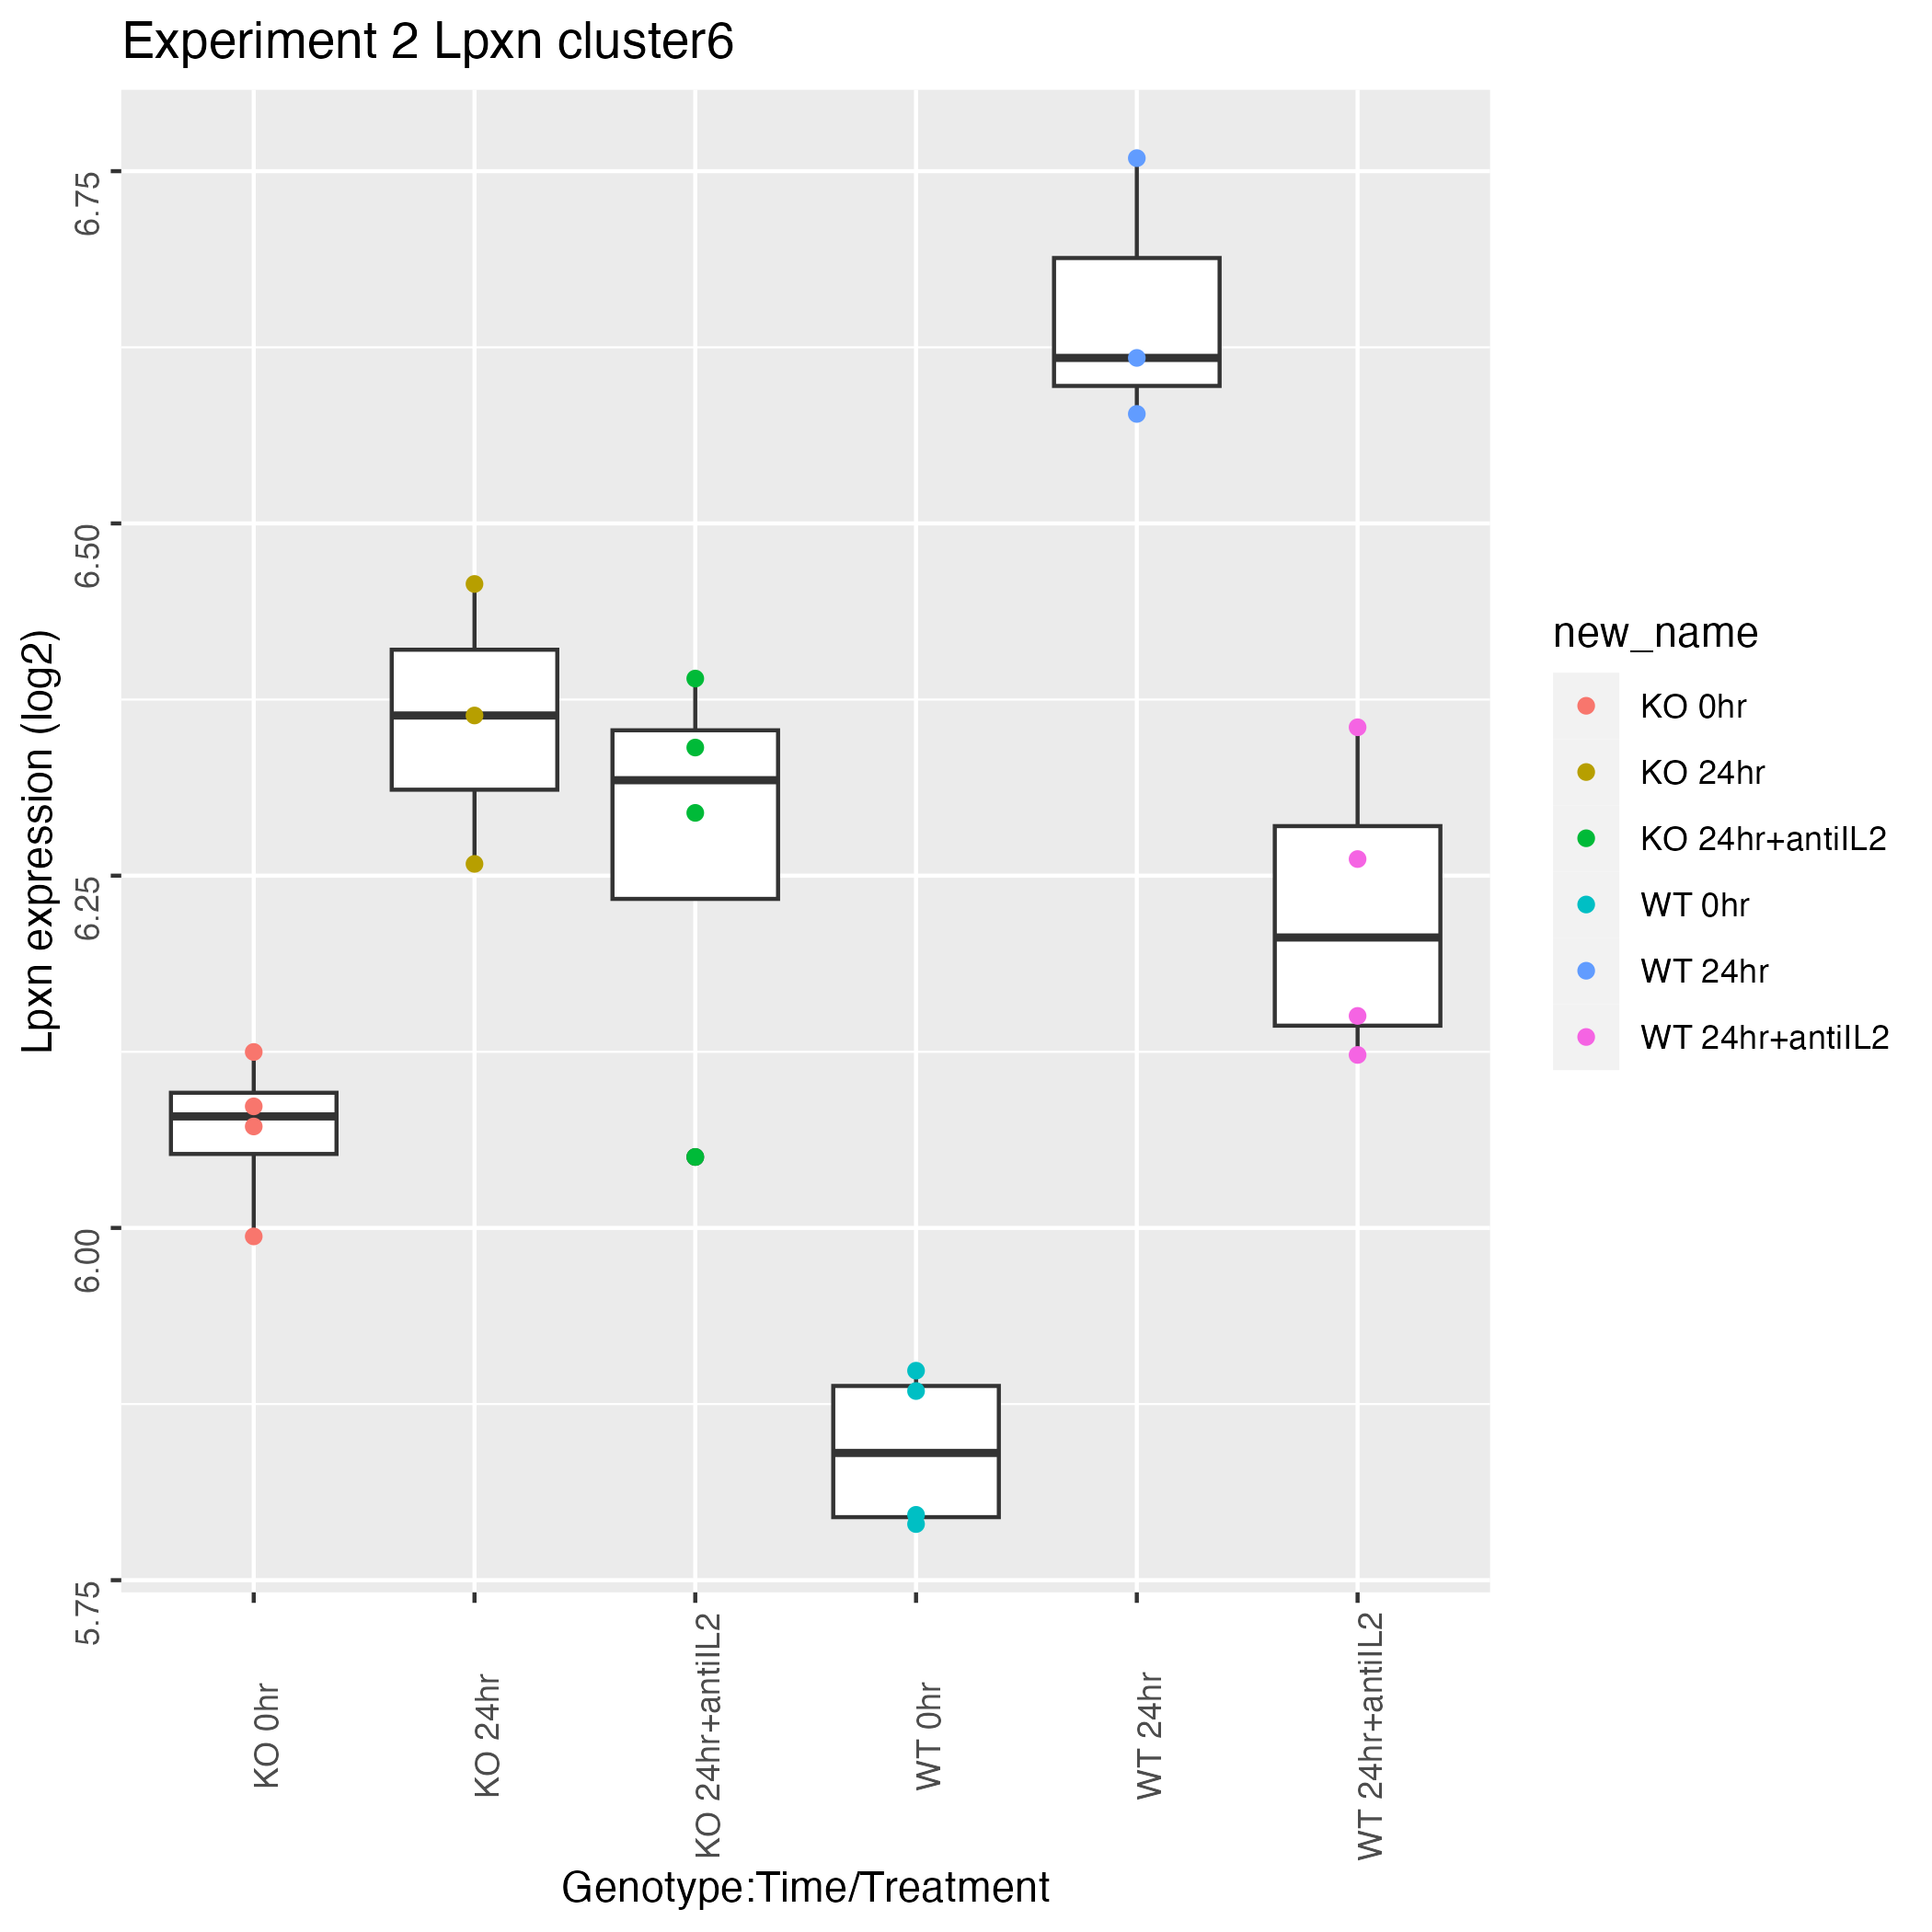 Experiment 2 Lpxn cluster6
Lpxn expression (log2)
6.75
6.50
6.25
6.00
5.75
KO 0hr
KO 24hr
KO 24hr+antiIL2
WT 0hr
WT 24hr
WT 24hr+antiIL2
Genotype:Time/Treatment
new_name
KO 0hr
KO 24hr
KO 24hr+antiIL2
WT 0hr
WT 24hr
WT 24hr+antiIL2